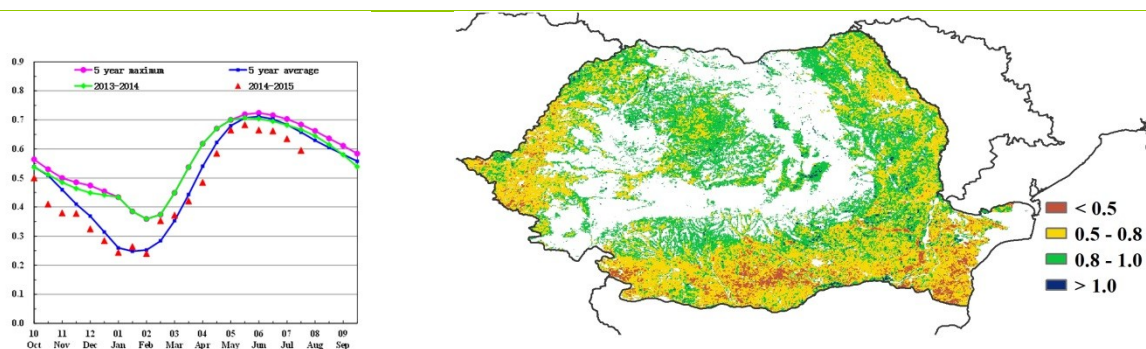 5 year maximum
5 year average
2013-2014
2014-2015
0.9
0.8
0.7
0.6
0.5
0.4
0.3
0.2
0.1
0.0
10 11 12 01 02 03 04 05 06 07 08 09
Oct Nov Dec Jan Feb Mar Apr May Jun Jul Aug Sep
< 0.5
0.5 - 0.8
0.8 - 1.0
> 1.0